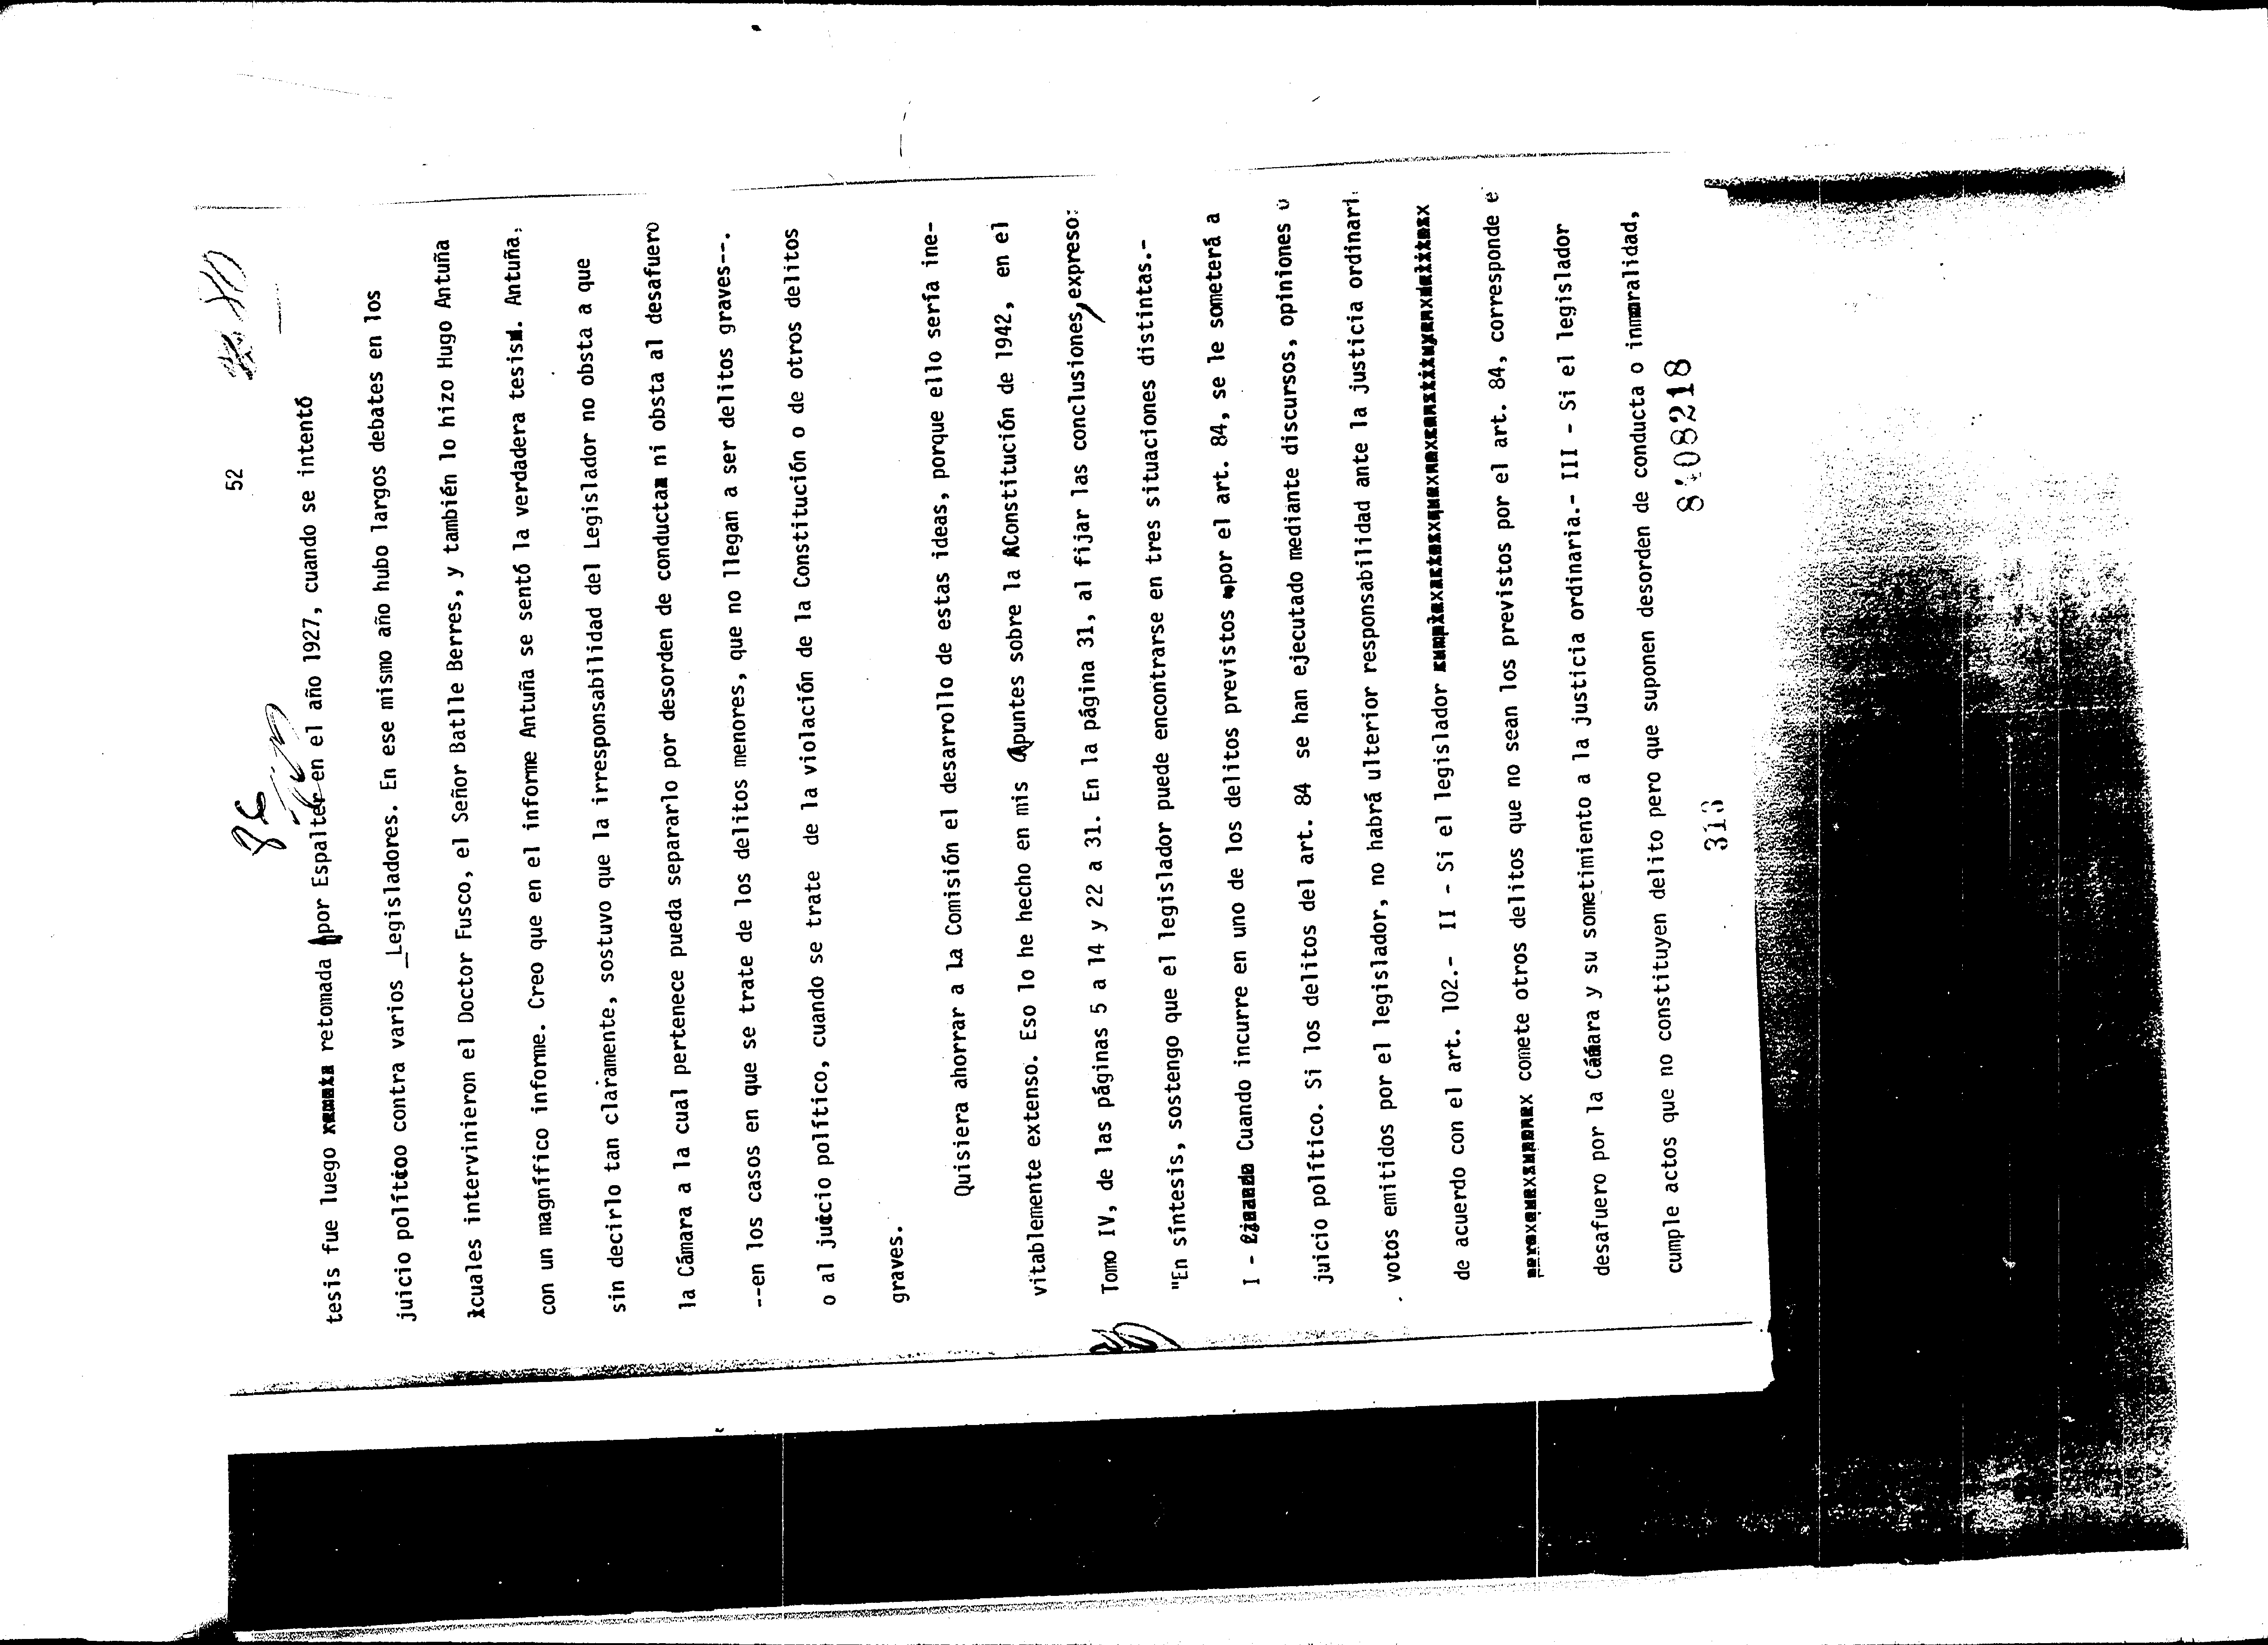 86
52
tesis fue luego retomada por Espalter en el año 1927, cuando se intentó
juicio político contra varios Legisladores. En ese mismo año hubo largos debates en los
cuales intervinieron el Doctor Fusco, el Señor Batlle Berres, y también lo hizo Hugo Antuña
con un magnífico informe. Creo que en el informe Antuña se sentó la verdadera tesis. Antuña,
sin decirlo tan claramente, sostuvo que la irresponsabilidad del Legislador no obsta a que
la Cámara a la cual pertenece pueda separarlo por desorden de conducta ni obsta al desafuero
--en los casos en que se trate de los delitos menores, que no llegan a ser delitos graves--.
o al juicio político, cuando se trate de la violación de la Constitución o de otros delitos
graves.
Quisiera ahorrar a la Comisión el desarrollo de estas ideas, porque ello sería ine-
vitablemente extenso. Eso lo he hecho en mis Apuntes sobre la Constitución de 1942, en el
Tomo IV, de las páginas 5 a 14 y 22 a 31. En la página 31, al fijar las conclusiones, expreso:
"En síntesis, sostengo que el legislador puede encontrarse en tres situaciones distintas.-
I - Cuando incurre en uno de los delitos previstos por el art. 84, se le someterá a
juicio político. Si los delitos del art. 84 se han ejecutado mediante discursos, opiniones o
votos emitidos por el legislador, no habrá ulterior responsabilidad ante la justicia ordinari
de acuerdo con el art. 102.- II - Si el legislador
comete otros delitos que no sean los previstos por el art. 84, corresponde e
desafuero por la Cámara y su sometimiento a la justicia ordinaria.- III - Si el legislador
cumple actos que no constituyen delito pero que suponen desorden de conducta o inmoralidad,
313
8408218